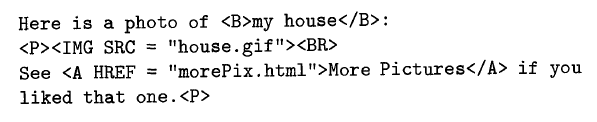 Here is a photo of <B>my house</B>:
<P><IMG SRC = "house.gif"><BR>
See <A HREF = "morePix.html">More Pictures</A> if you
liked that one.<P>